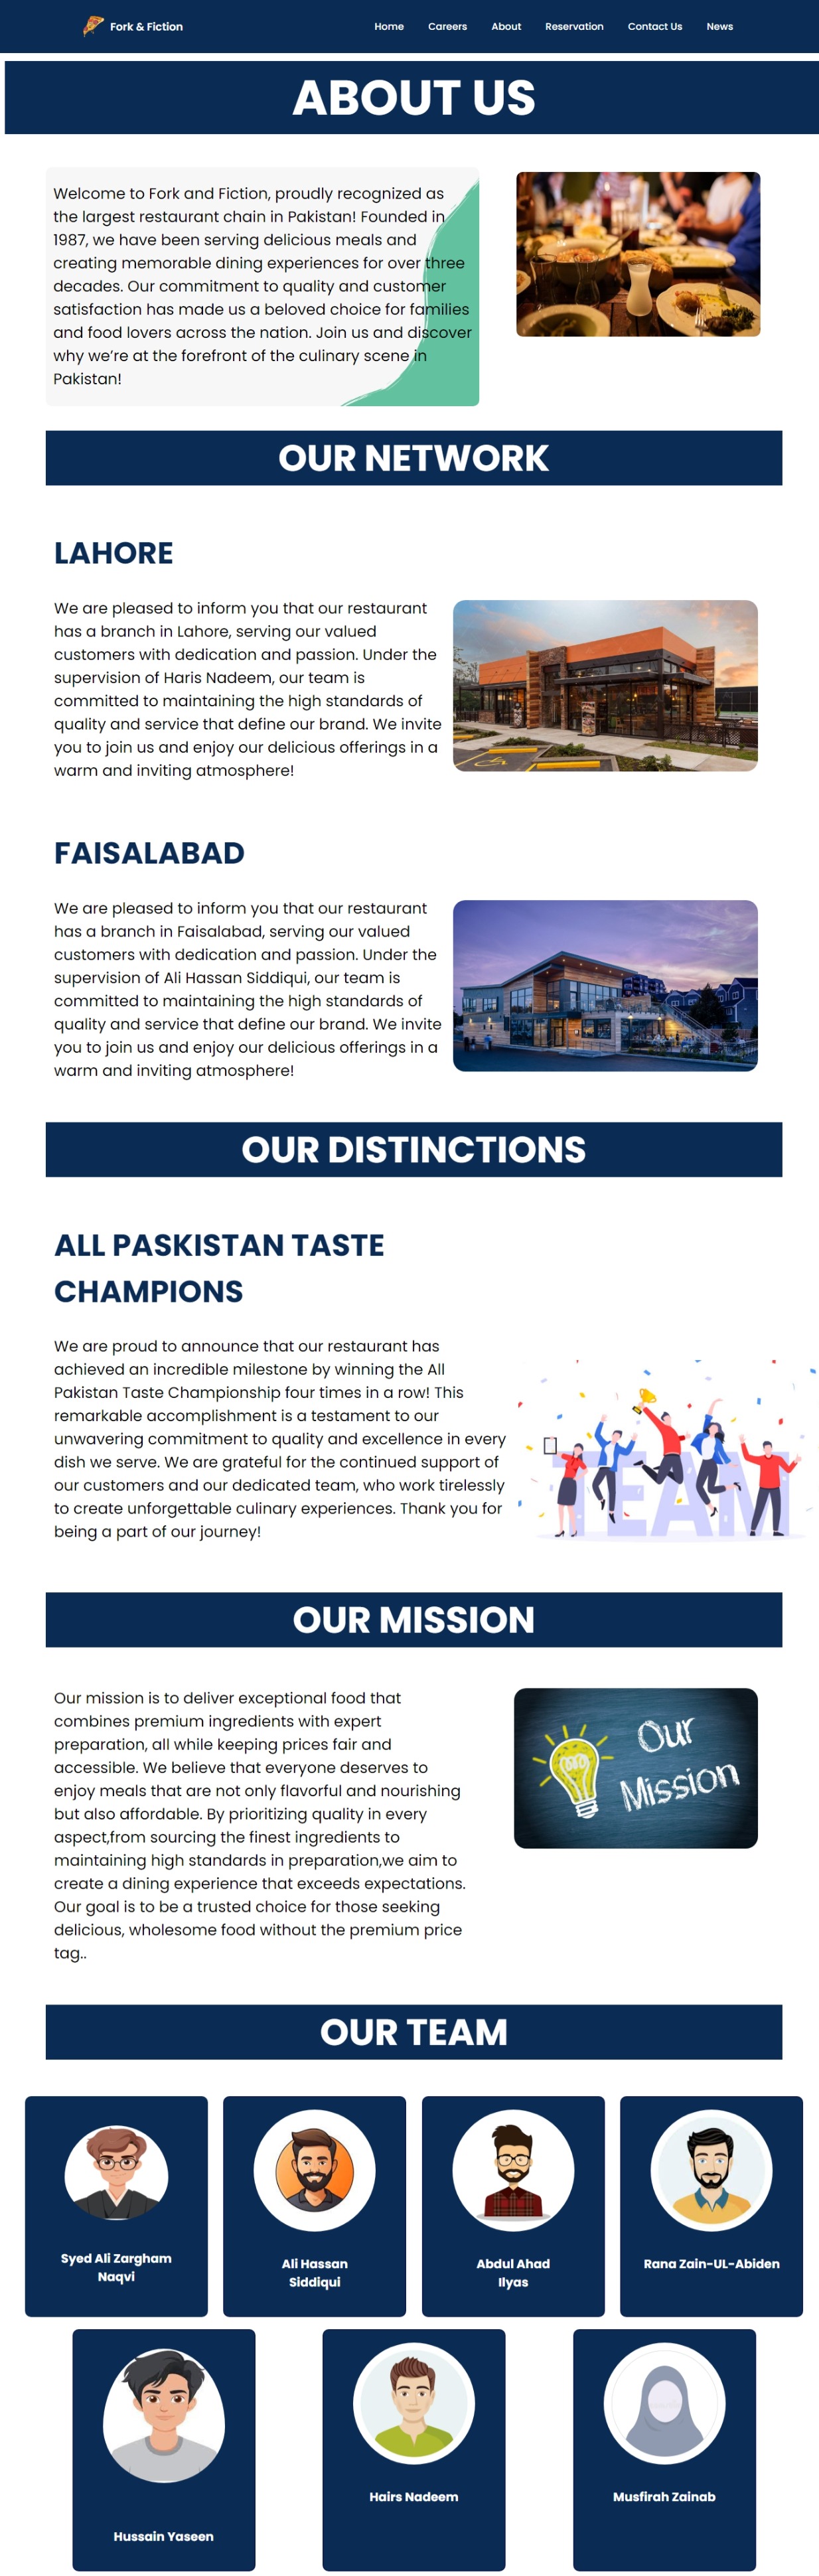 Fork & Fiction
Home Careers About Reservation Contact Us News
ABOUT US
Welcome to Fork and Fiction, proudly recognized as
the largest restaurant chain in Pakistan! Founded in
1987, we have been serving delicious meals and
creating memorable dining experiences for over three
decades. Our commitment to quality and customer
satisfaction has made us a beloved choice for families
and food lovers across the nation. Join us and discover
why we're at the forefront of the culinary scene in
Pakistan!
OUR NETWORK
LAHORE
We are pleased to inform you that our restaurant
has a branch in Lahore, serving our valued
customers with dedication and passion. Under the
supervision of Haris Nadeem, our team is
committed to maintaining the high standards of
quality and service that define our brand. We invite
you to join us and enjoy our delicious offerings in a
warm and inviting atmosphere!
FAISALABAD
We are pleased to inform you that our restaurant
has a branch in Faisalabad, serving our valued
customers with dedication and passion. Under the
supervision of Ali Hassan Siddiqui, our team is
committed to maintaining the high standards of
quality and service that define our brand. We invite
you to join us and enjoy our delicious offerings in a
warm and inviting atmosphere!
OUR DISTINCTIONS
ALL PASKISTAN TASTE
CHAMPIONS
We are proud to announce that our restaurant has
achieved an incredible milestone by winning the All
Pakistan Taste Championship four times in a row! This
remarkable accomplishment is a testament to our
unwavering commitment to quality and excellence in every
dish we serve. We are grateful for the continued support of
our customers and our dedicated team, who work tirelessly
to create unforgettable culinary experiences. Thank you for
being a part of our journey!
TEAM
OUR MISSION
Our mission is to deliver exceptional food that
combines premium ingredients with expert
preparation, all while keeping prices fair and
accessible. We believe that everyone deserves to
enjoy meals that are not only flavorful and nourishing
but also affordable. By prioritizing quality in every
aspect,from sourcing the finest ingredients to
maintaining high standards in preparation,we aim to
create a dining experience that exceeds expectations.
Our goal is to be a trusted choice for those seeking
delicious, wholesome food without the premium price
tag..
Our
Mission
OUR TEAM
Syed Ali Zargham
Naqvi
Ali Hassan
Siddiqui
Abdul Ahad
Ilyas
Rana Zain-UL-Abiden
Hussain Yaseen
Hairs Nadeem
Musfirah Zainab